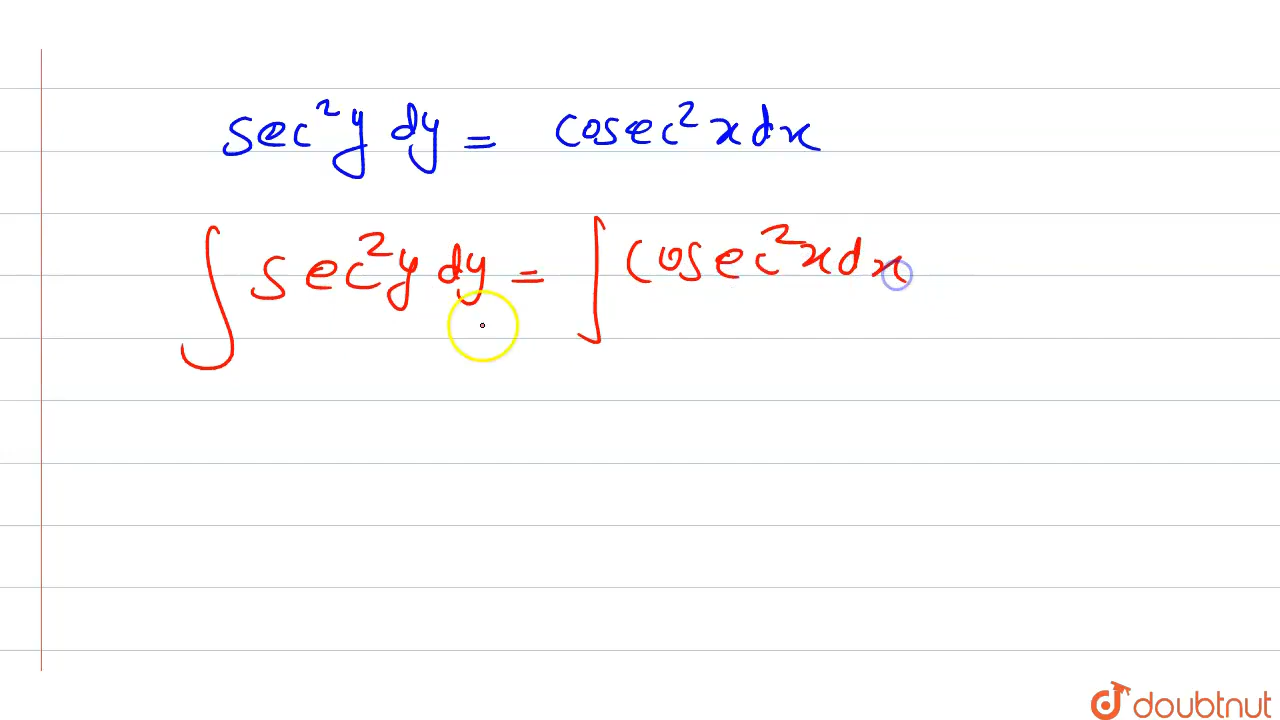 sec²y dy = cosec²x dx
∫ sec²y dy = ∫ cosec²x dx
doubtnut